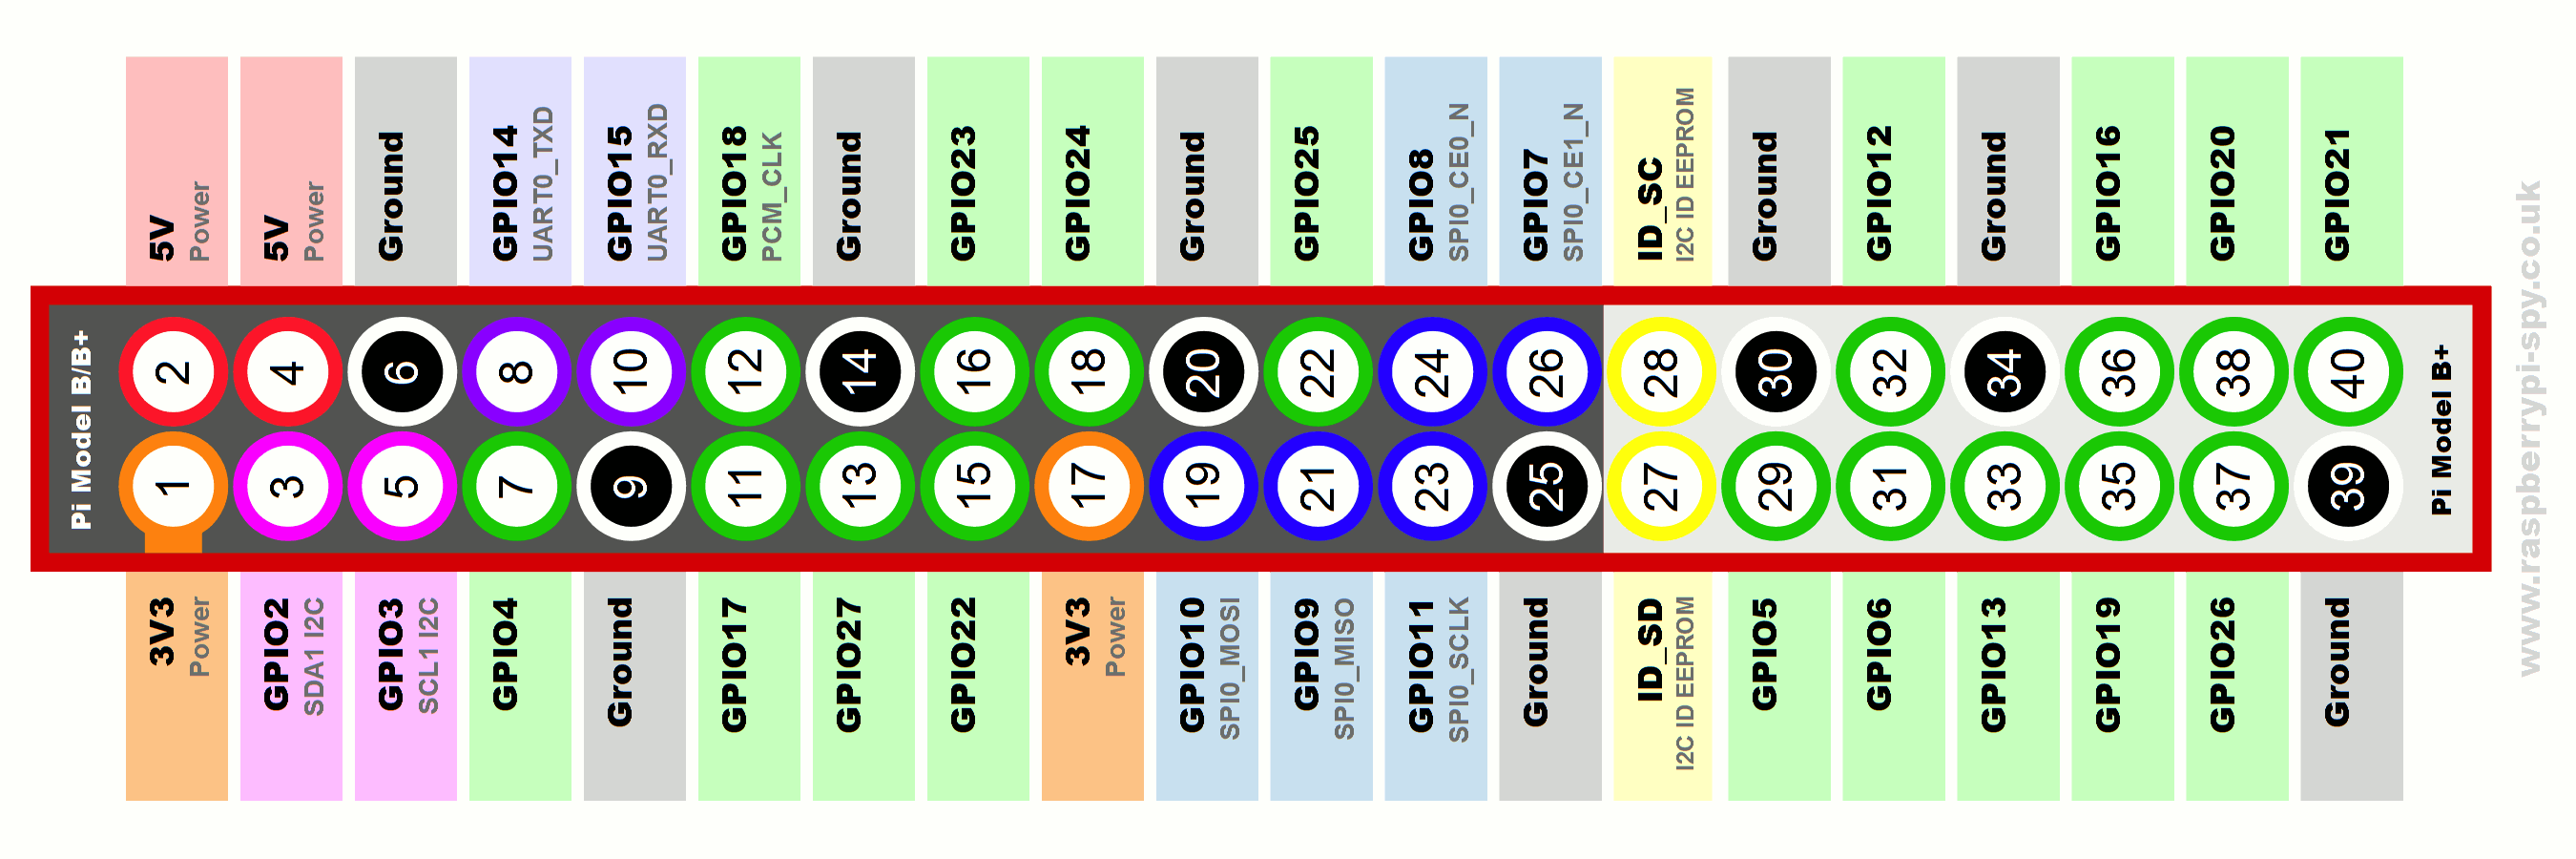 5V
Power
5V
Power
Ground
GPIO14
UART0_TXD
GPIO15
UART0_RXD
GPIO18
PCM_CLK
Ground
GPIO23
GPIO24
Ground
GPIO25
GPIO8
SPI0_CE0_N
GPIO7
SPI0_CE1_N
ID_SC
I2C ID EEPROM
Ground
GPIO12
Ground
GPIO16
GPIO20
GPIO21
Pi Model B/B+
2
4
6
8
10
12
14
16
18
20
22
24
26
28
30
32
34
36
38
40
1
3
5
7
9
11
13
15
17
19
21
23
25
27
29
31
33
35
37
39
Pi Model B+
3V3
Power
GPIO2
SDA1 I2C
GPIO3
SCL1 I2C
GPIO4
Ground
GPIO17
GPIO27
GPIO22
3V3
Power
GPIO10
SPI0_MOSI
GPIO9
SPI0_MISO
GPIO11
SPI0_SCLK
Ground
ID_SD
I2C ID EEPROM
GPIO5
GPIO6
GPIO13
GPIO19
GPIO26
Ground
www.raspberrypi-spy.co.uk